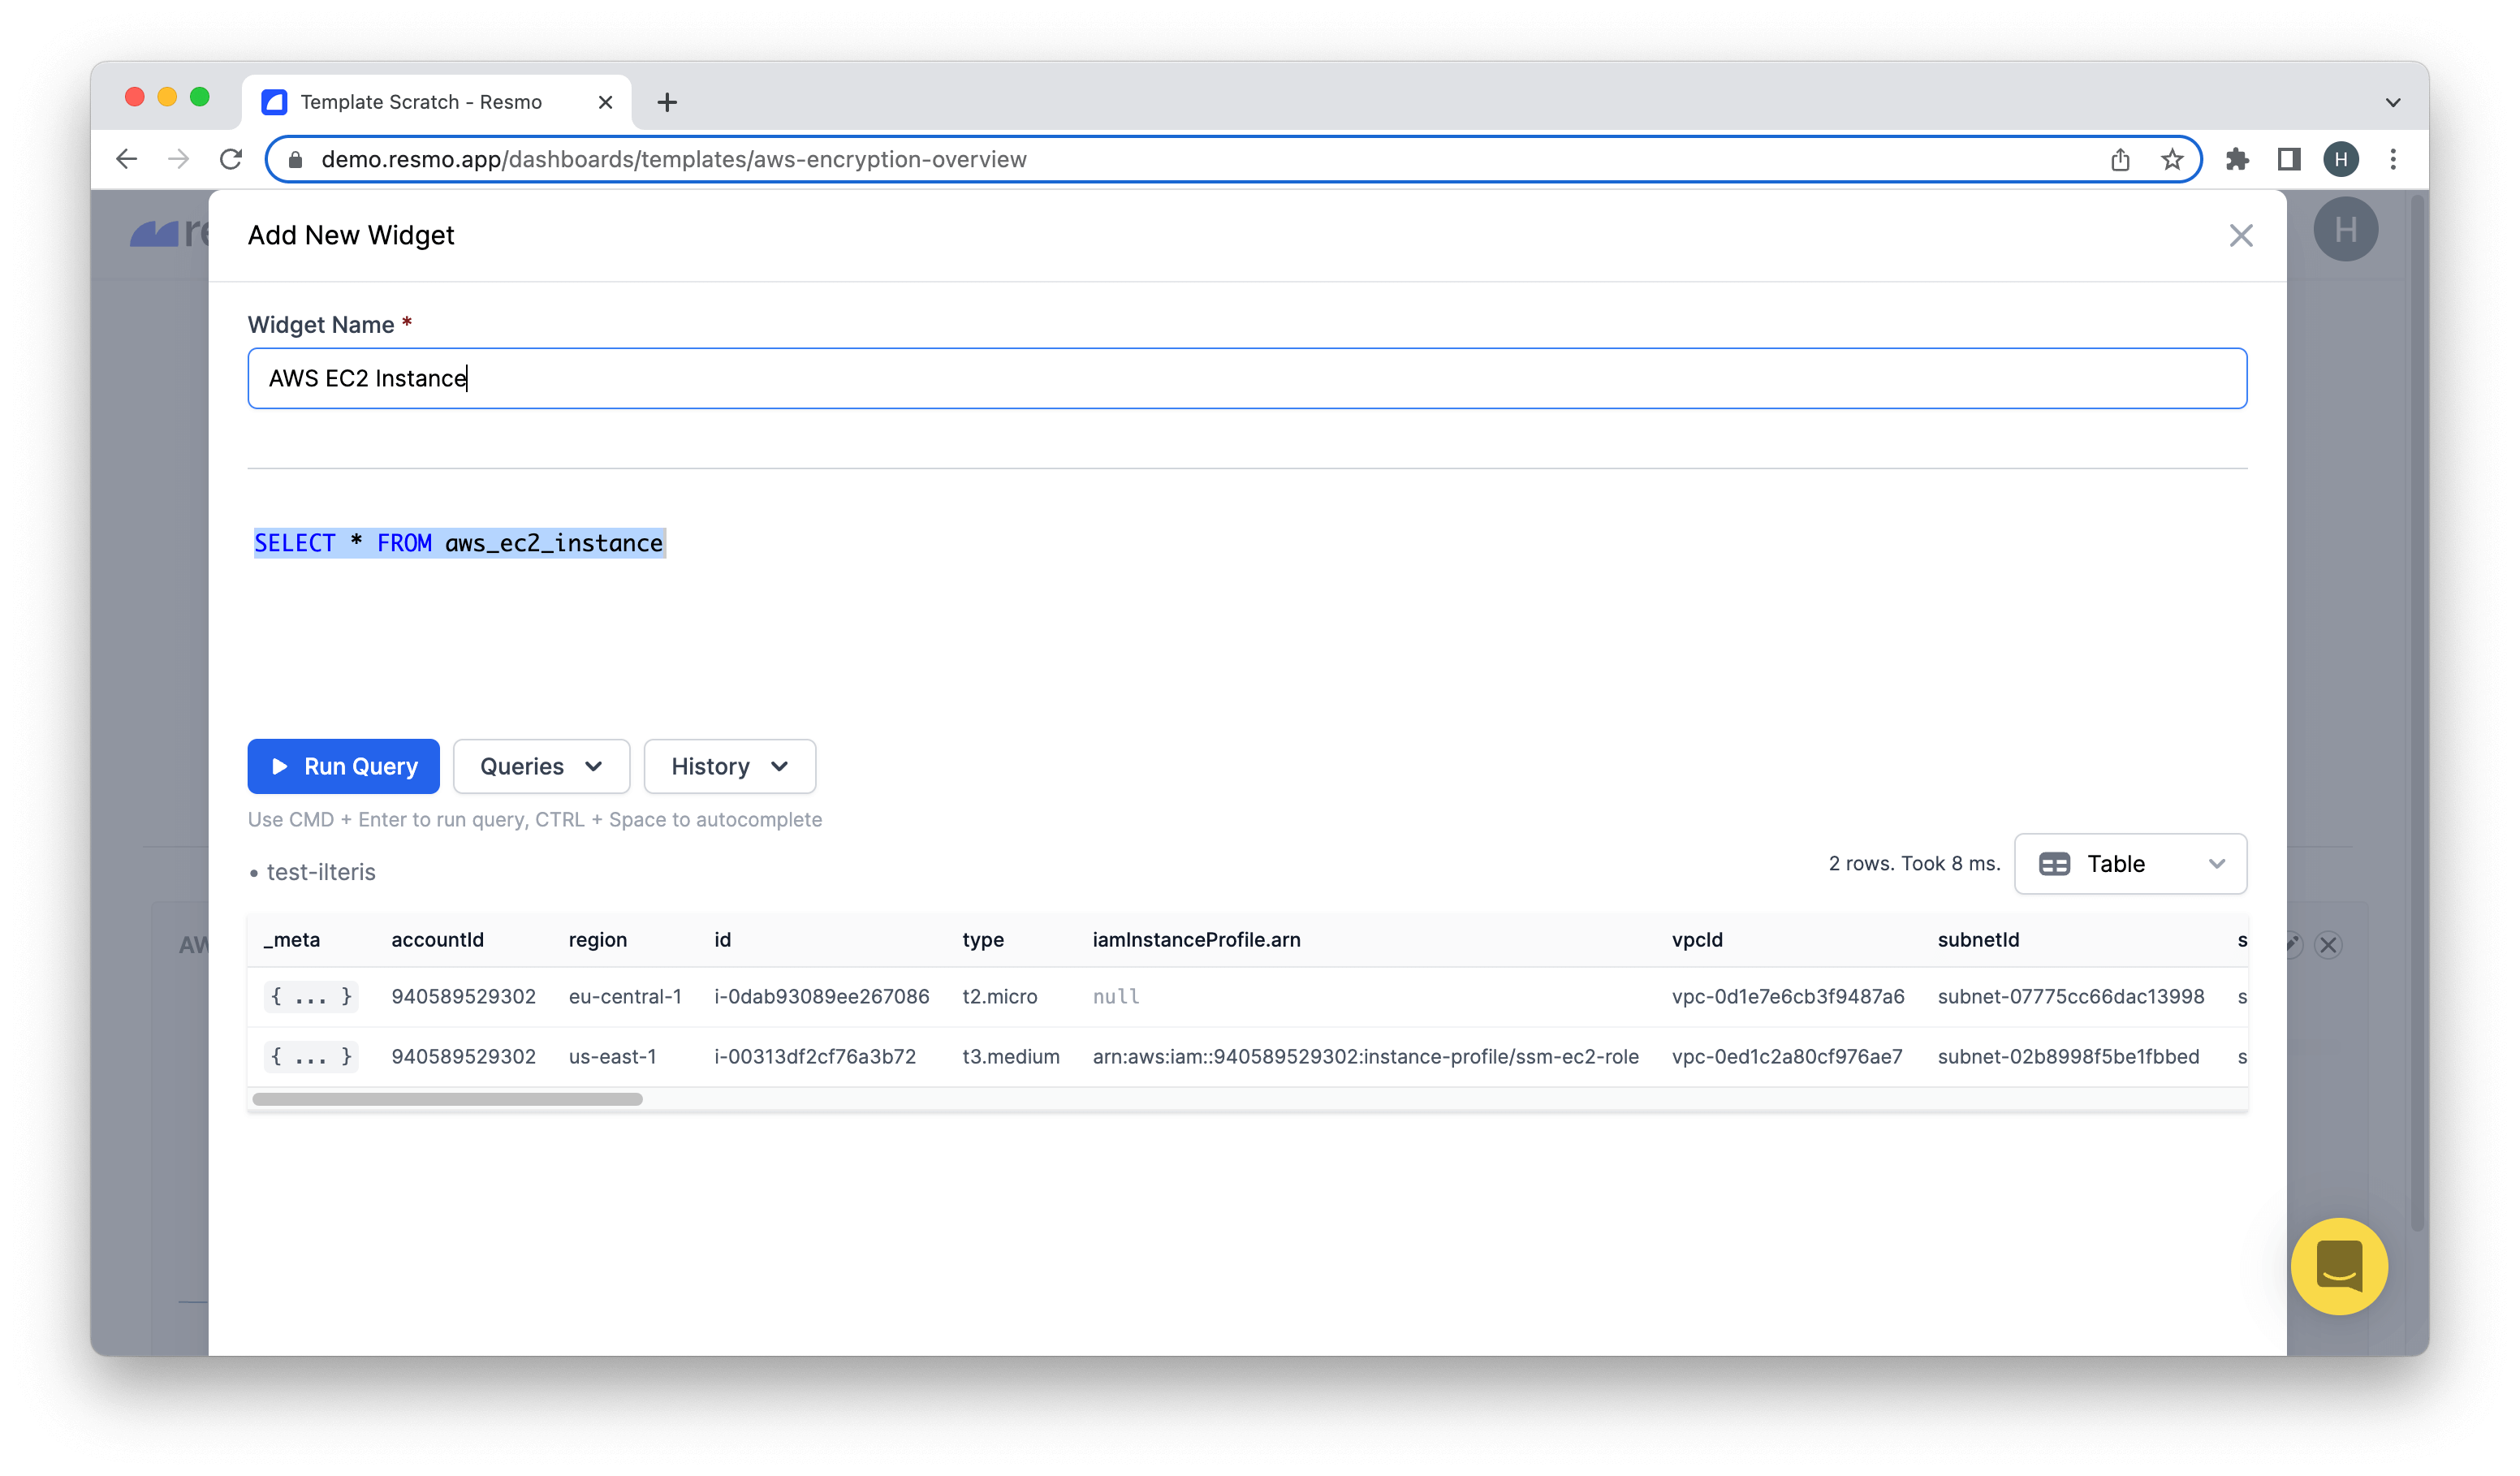 Template Scratch - Resmo
demo.resmo.app/dashboards/templates/aws-encryption-overview
H
re
H
Add New Widget
Widget Name *
AWS EC2 Instance
SELECT * FROM aws_ec2_instance
Run Query Queries History
Use CMD + Enter to run query, CTRL + Space to autocomplete
• test-ilteris
2 rows. Took 8 ms. Table
AW
_meta accountId region id type iamInstanceProfile.arn vpcId subnetId s
{ ... } 940589529302 eu-central-1 i-0dab93089ee267086 t2.micro null vpc-0d1e7e6cb3f9487a6 subnet-07775cc66dac13998 s
{ ... } 940589529302 us-east-1 i-00313df2cf76a3b72 t3.medium arn:aws:iam::940589529302:instance-profile/ssm-ec2-role vpc-0ed1c2a80cf976ae7 subnet-02b8998f5be1fbbed s